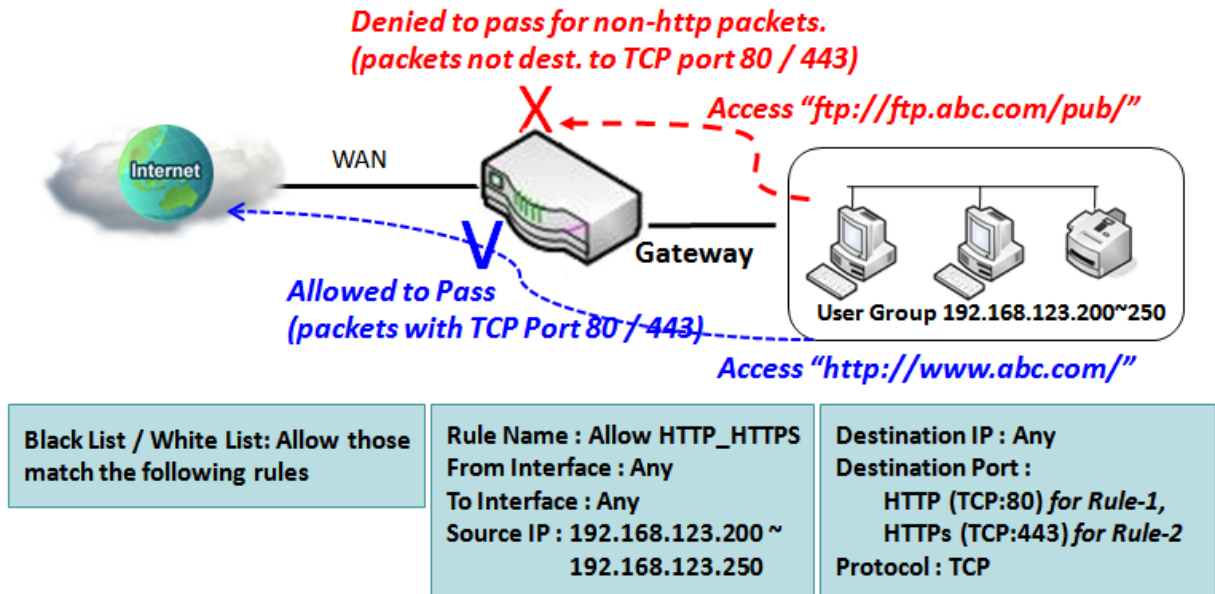 Denied to pass for non-http packets.
(packets not dest. to TCP port 80 / 443)
X
Access “ftp://ftp.abc.com/pub/”
Internet
WAN
V
Gateway
Allowed to Pass
(packets with TCP Port 80 / 443)
User Group 192.168.123.200~250
Access “http://www.abc.com/”
Black List / White List: Allow those
match the following rules
Rule Name : Allow HTTP_HTTPS
From Interface : Any
To Interface : Any
Source IP : 192.168.123.200 ~
192.168.123.250
Destination IP : Any
Destination Port :
HTTP (TCP:80) for Rule-1,
HTTPs (TCP:443) for Rule-2
Protocol : TCP